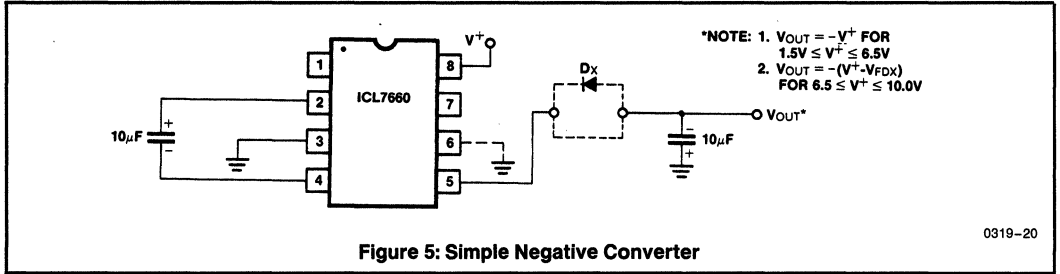 V+
*NOTE: 1. VOUT = -V+ FOR
1.5V ≤ V+ ≤ 6.5V
2. VOUT = -(V+-VFDX)
FOR 6.5 ≤ V+ ≤ 10.0V
DX
1
8
ICL7660
2
7
VOUT*
+
10μF
-
3
6
-
10μF
+
4
5
0319-20
Figure 5: Simple Negative Converter